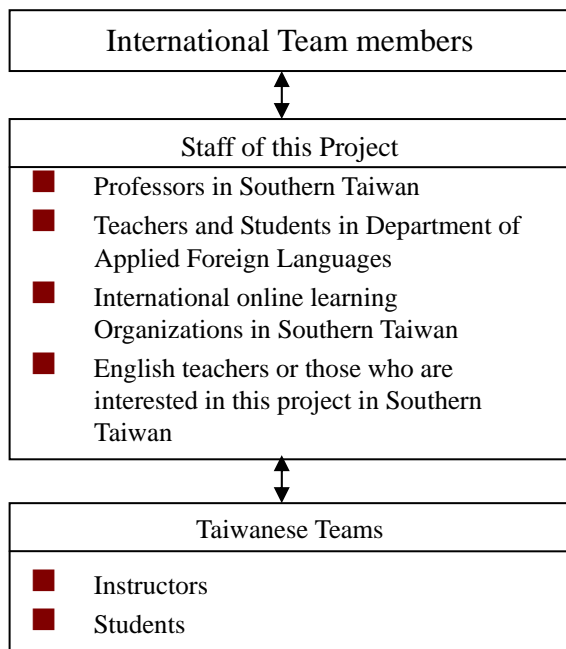 International Team members
Staff of this Project
Professors in Southern Taiwan
Teachers and Students in Department of
Applied Foreign Languages
International online learning
Organizations in Southern Taiwan
English teachers or those who are
interested in this project in Southern
Taiwan
Taiwanese Teams
Instructors
Students